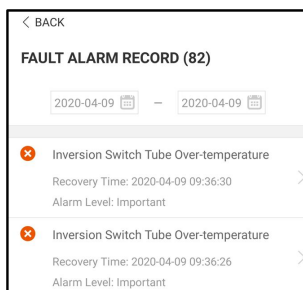 < BACK
FAULT ALARM RECORD (82)
2020-04-09 – 2020-04-09
Inversion Switch Tube Over-temperature
Recovery Time: 2020-04-09 09:36:30
Alarm Level: Important
Inversion Switch Tube Over-temperature
Recovery Time: 2020-04-09 09:36:26
Alarm Level: Important